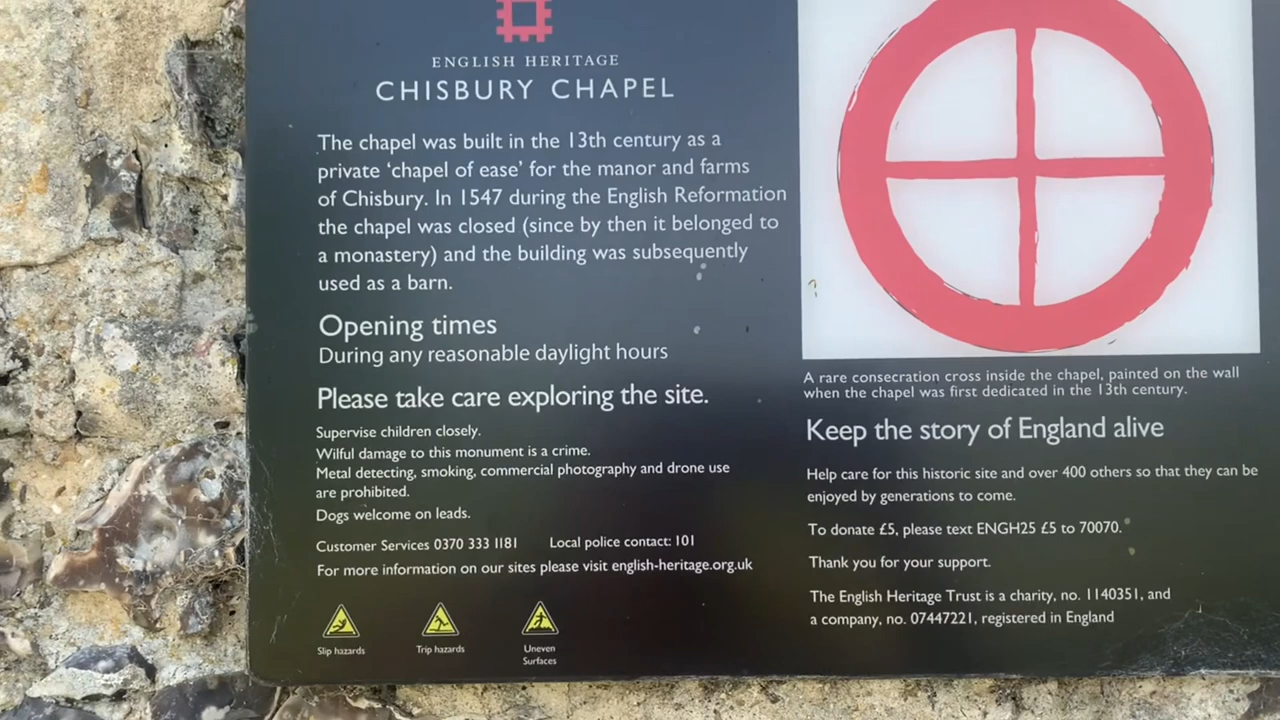 ENGLISH HERITAGE
CHISBURY CHAPEL
The chapel was built in the 13th century as a
private ‘chapel of ease’ for the manor and farms
of Chisbury. In 1547 during the English Reformation
the chapel was closed (since by then it belonged to
a monastery) and the building was subsequently
used as a barn.
Opening times
During any reasonable daylight hours
Please take care exploring the site.
Supervise children closely.
Wilful damage to this monument is a crime.
Metal detecting, smoking, commercial photography and drone use
are prohibited.
Dogs welcome on leads.
Customer Services 0370 333 1181 Local police contact: 101
For more information on our sites please visit english-heritage.org.uk
Slip hazards
Trip hazards
Uneven
Surfaces
A rare consecration cross inside the chapel, painted on the wall
when the chapel was first dedicated in the 13th century.
Keep the story of England alive
Help care for this historic site and over 400 others so that they can be
enjoyed by generations to come.
To donate £5, please text ENGH25 £5 to 70070.
Thank you for your support.
The English Heritage Trust is a charity, no. 1140351, and
a company, no. 07447221, registered in England